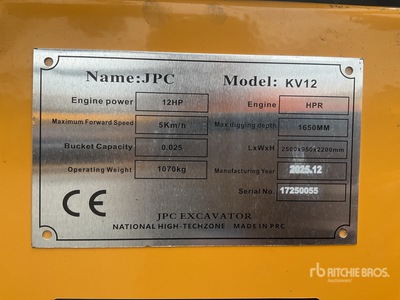 Name:JPC Model: KV12
Engine power 12HP Engine HPR
Maximum Forward Speed 5Km/h Max digging depth 1650MM
Bucket Capacity 0.025 LxWxH 2500x950x2200mm
Operating Weight 1070kg Manufacturing Year 2025.12
Serial No. 17250055
CE
JPC EXCAVATOR
NATIONAL HIGH-TECHZONE MADE IN PRC
rb RITCHIE BROS.